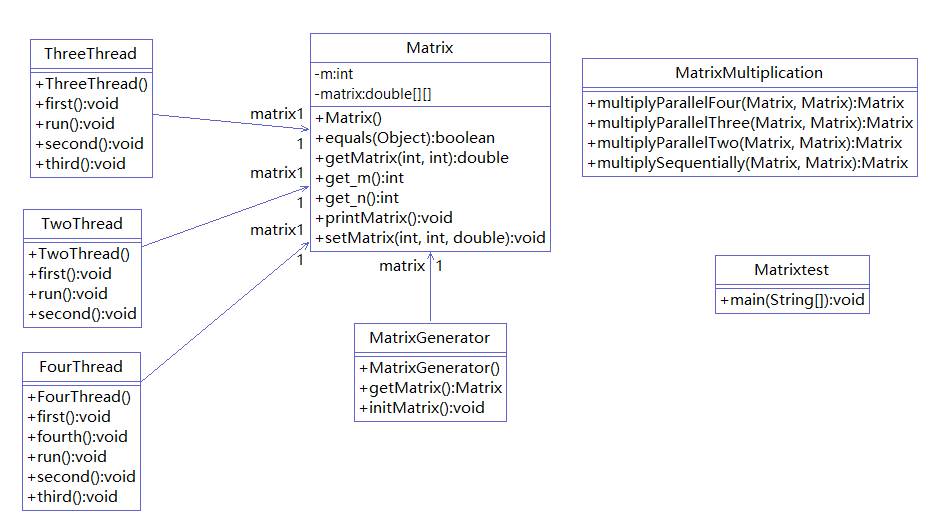 ThreeThread
+ThreeThread()
+first():void
+run():void
+second():void
+third():void
matrix1
1
Matrix
-m:int
-matrix:double[][]
+Matrix()
+equals(Object):boolean
+getMatrix(int, int):double
+get_m():int
+get_n():int
+printMatrix():void
+setMatrix(int, int, double):void
MatrixMultiplication
+multiplyParallelFour(Matrix, Matrix):Matrix
+multiplyParallelThree(Matrix, Matrix):Matrix
+multiplyParallelTwo(Matrix, Matrix):Matrix
+multiplySequentially(Matrix, Matrix):Matrix
TwoThread
+TwoThread()
+first():void
+run():void
+second():void
matrix1
1
matrix1
1
matrix 1
Matrixtest
+main(String[]):void
FourThread
+FourThread()
+first():void
+fourth():void
+run():void
+second():void
+third():void
MatrixGenerator
+MatrixGenerator()
+getMatrix():Matrix
+initMatrix():void